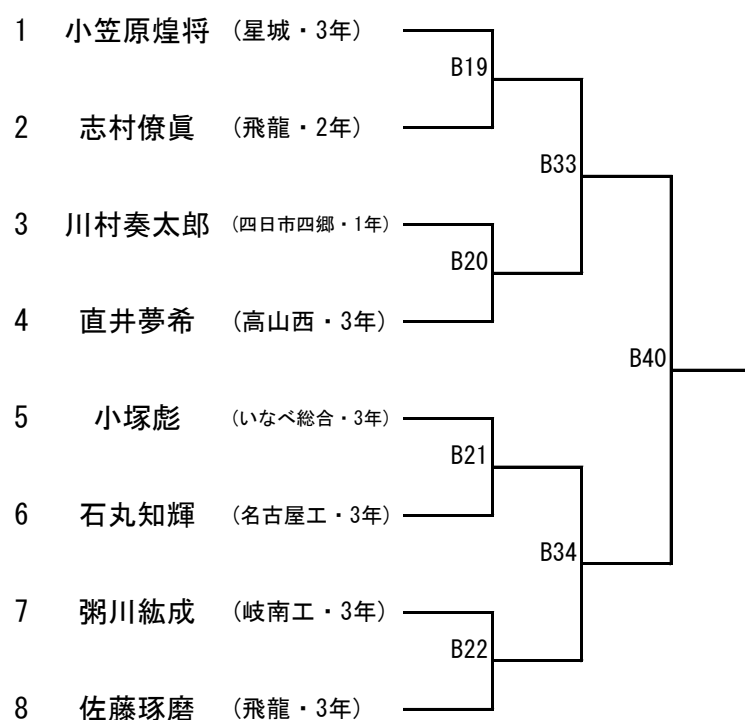 1 小笠原煌将 (星城・3年)
B19
2 志村僚眞 (飛龍・2年)
B33
3 川村奏太郎 (四日市四郷・1年)
B20
4 直井夢希 (高山西・3年)
B40
5 小塚彪 (いなべ総合・3年)
B21
6 石丸知輝 (名古屋工・3年)
B34
7 粥川紘成 (岐南工・3年)
B22
8 佐藤琢磨 (飛龍・3年)